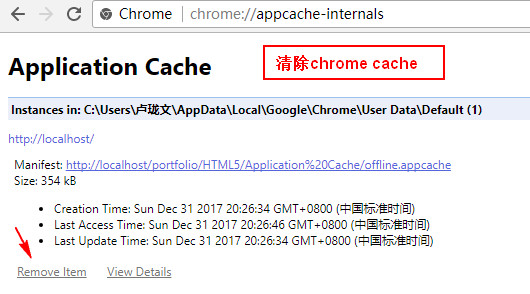 Chrome | chrome://appcache-internals
Application Cache
清除chrome cache
Instances in: C:\Users\卢珑文\AppData\Local\Google\Chrome\User Data\Default (1)
http://localhost/
Manifest: http://localhost/portfolio/HTML5/Application%20Cache/offline.appcache
Size: 354 kB
• Creation Time: Sun Dec 31 2017 20:26:34 GMT+0800 (中国标准时间)
• Last Access Time: Sun Dec 31 2017 20:26:46 GMT+0800 (中国标准时间)
• Last Update Time: Sun Dec 31 2017 20:26:34 GMT+0800 (中国标准时间)
Remove Item View Details